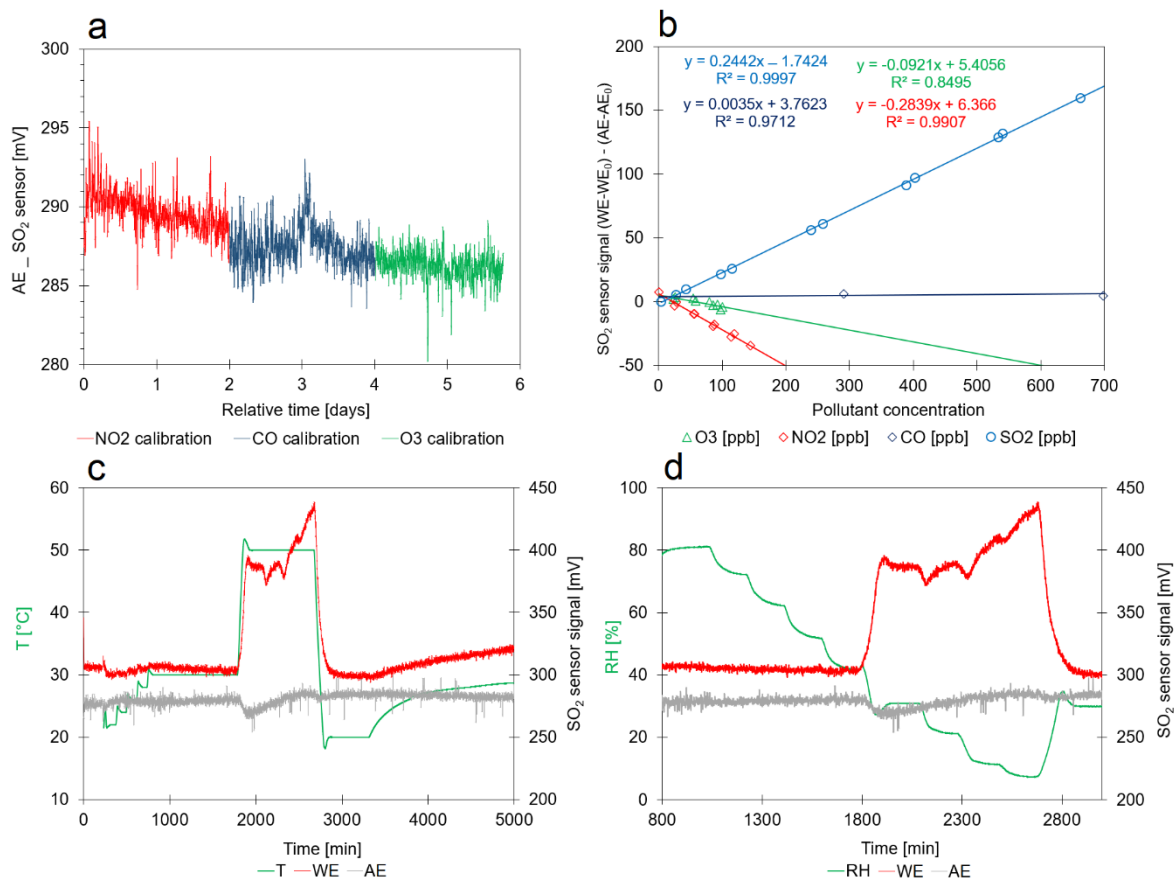 a
300
295
290
285
280
AE _ SO₂ sensor [mV]
0 1 2 3 4 5 6
Relative time [days]
NO2 calibration CO calibration O3 calibration
b
200
150
100
50
0
-50
SO₂ sensor signal (WE-WE₀) - (AE-AE₀)
y = 0.2442x – 1.7424
R² = 0.9997
y = -0.0921x + 5.4056
R² = 0.8495
y = 0.0035x + 3.7623
R² = 0.9712
y = -0.2839x + 6.366
R² = 0.9907
0 100 200 300 400 500 600 700
Pollutant concentration
O3 [ppb] NO2 [ppb] CO [ppb] SO2 [ppb]
c
60
50
40
30
20
10
T [°C]
450
400
350
300
250
200
SO₂ sensor signal [mV]
0 1000 2000 3000 4000 5000
Time [min]
T WE AE
d
100
80
60
40
20
0
RH [%]
450
400
350
300
250
200
SO₂ sensor signal [mV]
800 1300 1800 2300 2800
Time [min]
RH WE AE